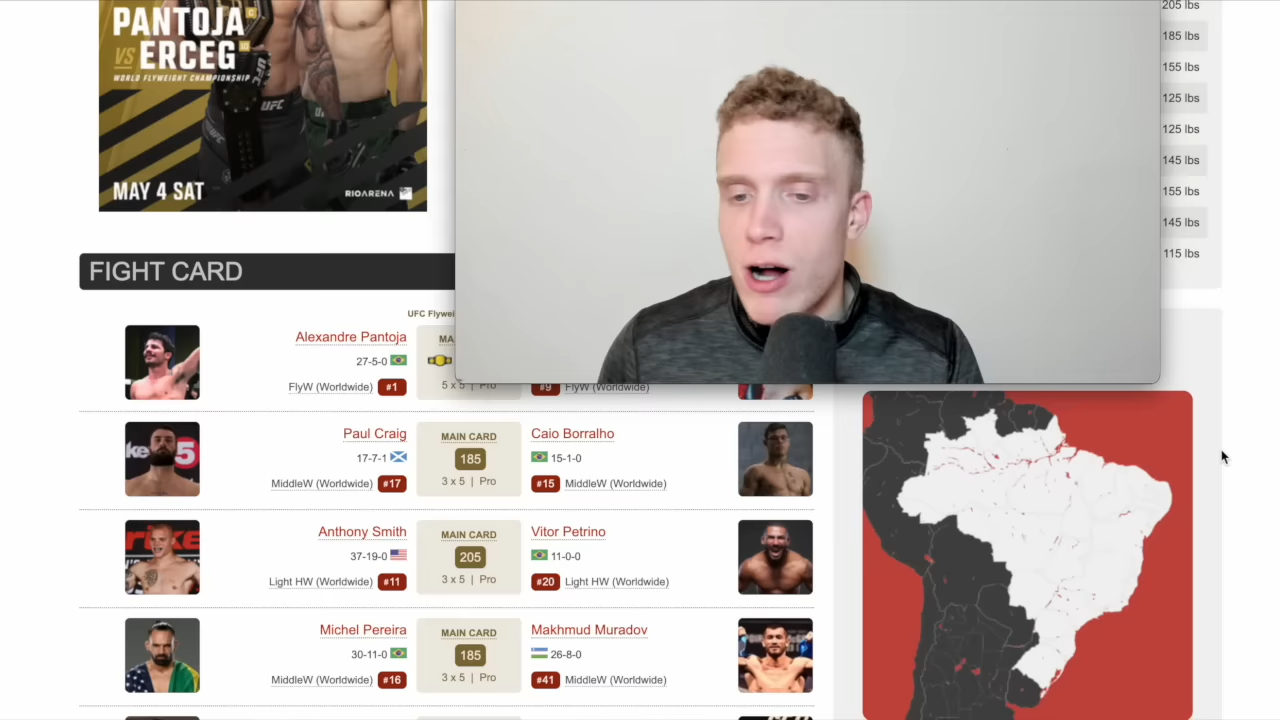 PANTOJA
VS ERCEG
WORLD FLYWEIGHT CHAMPIONSHIP
UFC
MAY 4 SAT
RIOARENA
205 lbs
185 lbs
155 lbs
125 lbs
125 lbs
145 lbs
155 lbs
145 lbs
115 lbs
FIGHT CARD
UFC Flywei
Alexandre Pantoja
MA
27-5-0
FlyW (Worldwide) #1
5 x 5 | Pro
#9 FlyW (Worldwide)
Paul Craig
MAIN CARD
Caio Borralho
17-7-1
185
15-1-0
MiddleW (Worldwide) #17
3 x 5 | Pro
#15 MiddleW (Worldwide)
Anthony Smith
MAIN CARD
Vitor Petrino
37-19-0
205
11-0-0
Light HW (Worldwide) #11
3 x 5 | Pro
#20 Light HW (Worldwide)
Michel Pereira
MAIN CARD
Makhmud Muradov
30-11-0
185
26-8-0
MiddleW (Worldwide) #16
3 x 5 | Pro
#41 MiddleW (Worldwide)